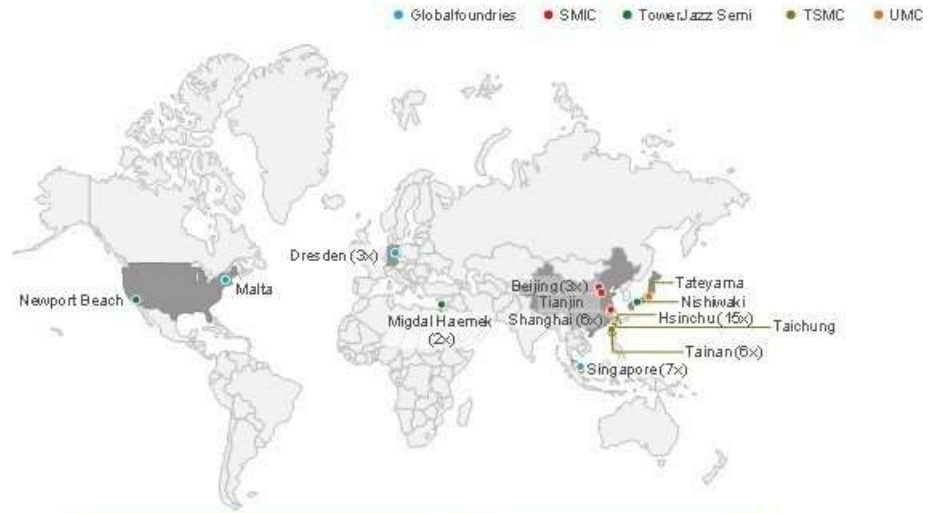 Globalfoundries SMIC TowerJazz Semi TSMC UMC
Dresden (3x)
Malta
Newport Beach
Migdal Haemek
(2x)
Beijing (3x)
Tianjin
Shanghai (6x)
Tateyama
Nishiwaki
Hsinchu (15x)
Taichung
Tainan (6x)
Singapore (7x)